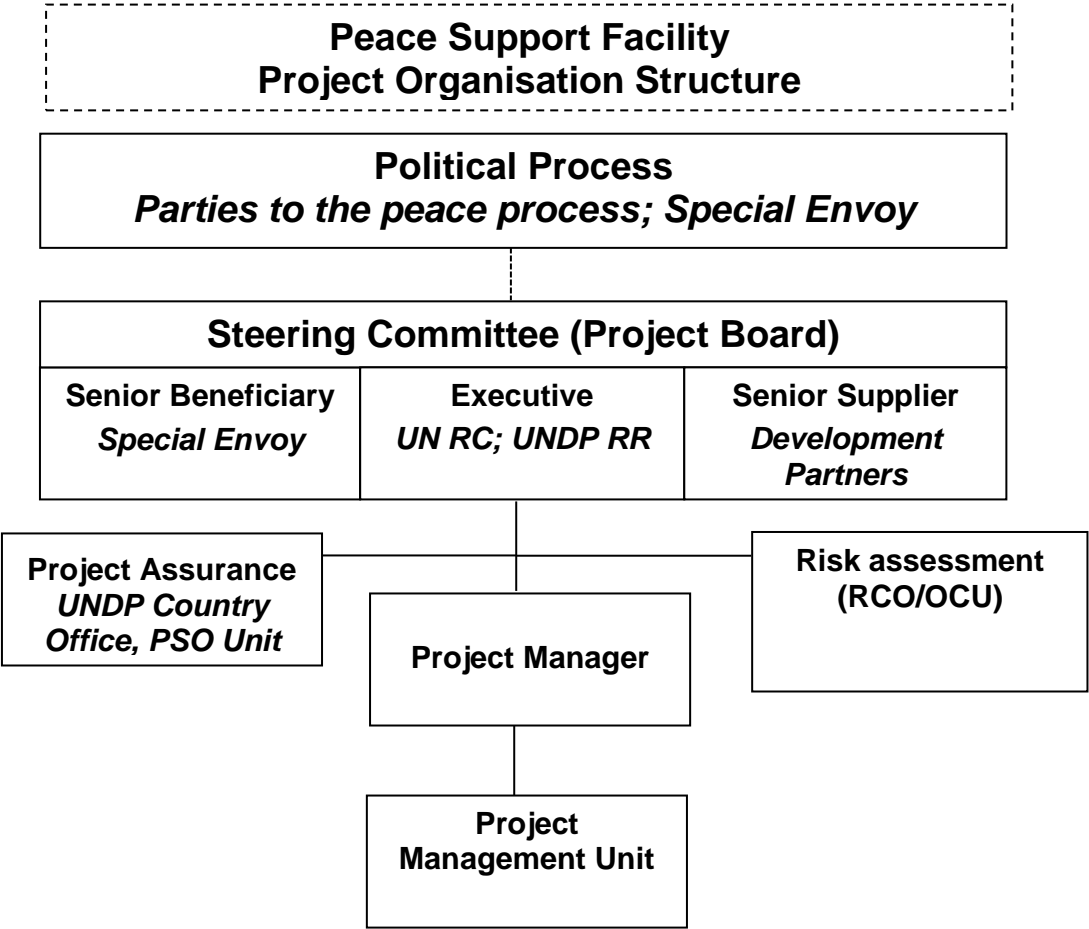 Peace Support Facility
Project Organisation Structure
Political Process
Parties to the peace process; Special Envoy
Steering Committee (Project Board)
Senior Beneficiary
Special Envoy
Executive
UN RC; UNDP RR
Senior Supplier
Development
Partners
Project Assurance
UNDP Country
Office, PSO Unit
Project Manager
Risk assessment
(RCO/OCU)
Project
Management Unit